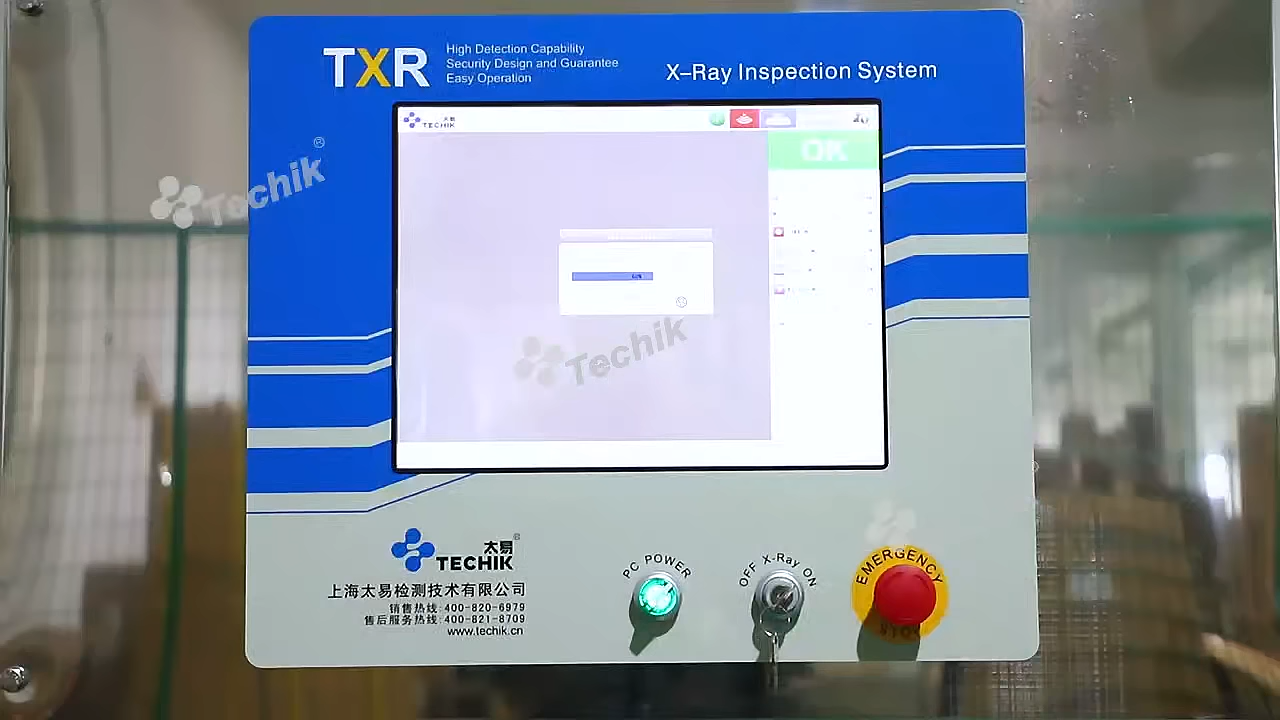 TXR
High Detection Capability
Security Design and Guarantee
Easy Operation
X-Ray Inspection System
太易
TECHIK
OK
Techik®
Techik
太易®
TECHIK
上海太易检测技术有限公司
销售热线: 400-820-6979
售后服务热线: 400-821-8709
www.techik.cn
PC POWER
OFF X-Ray ON
EMERGENCY
STOP